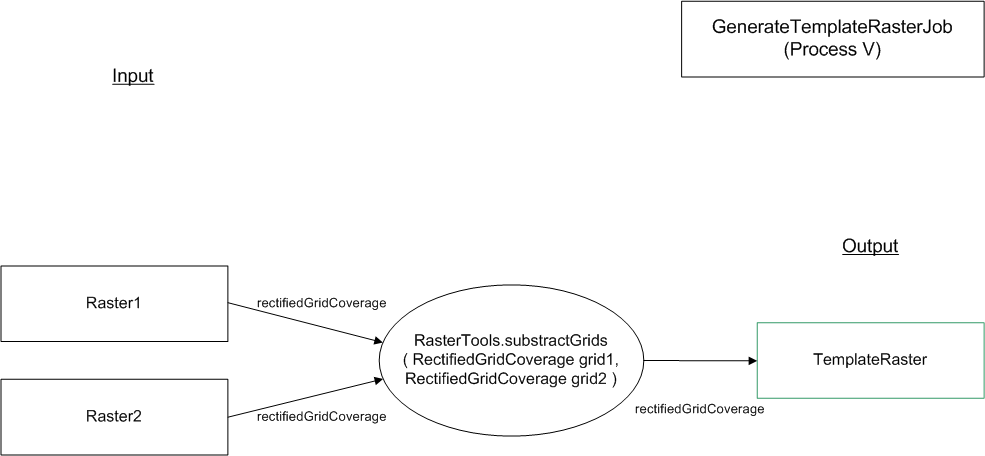 GenerateTemplateRasterJob
(Process V)
Input
Output
Raster1
rectifiedGridCoverage
RasterTools.substractGrids
( RectifiedGridCoverage grid1,
RectifiedGridCoverage grid2 )
TemplateRaster
rectifiedGridCoverage
Raster2
rectifiedGridCoverage